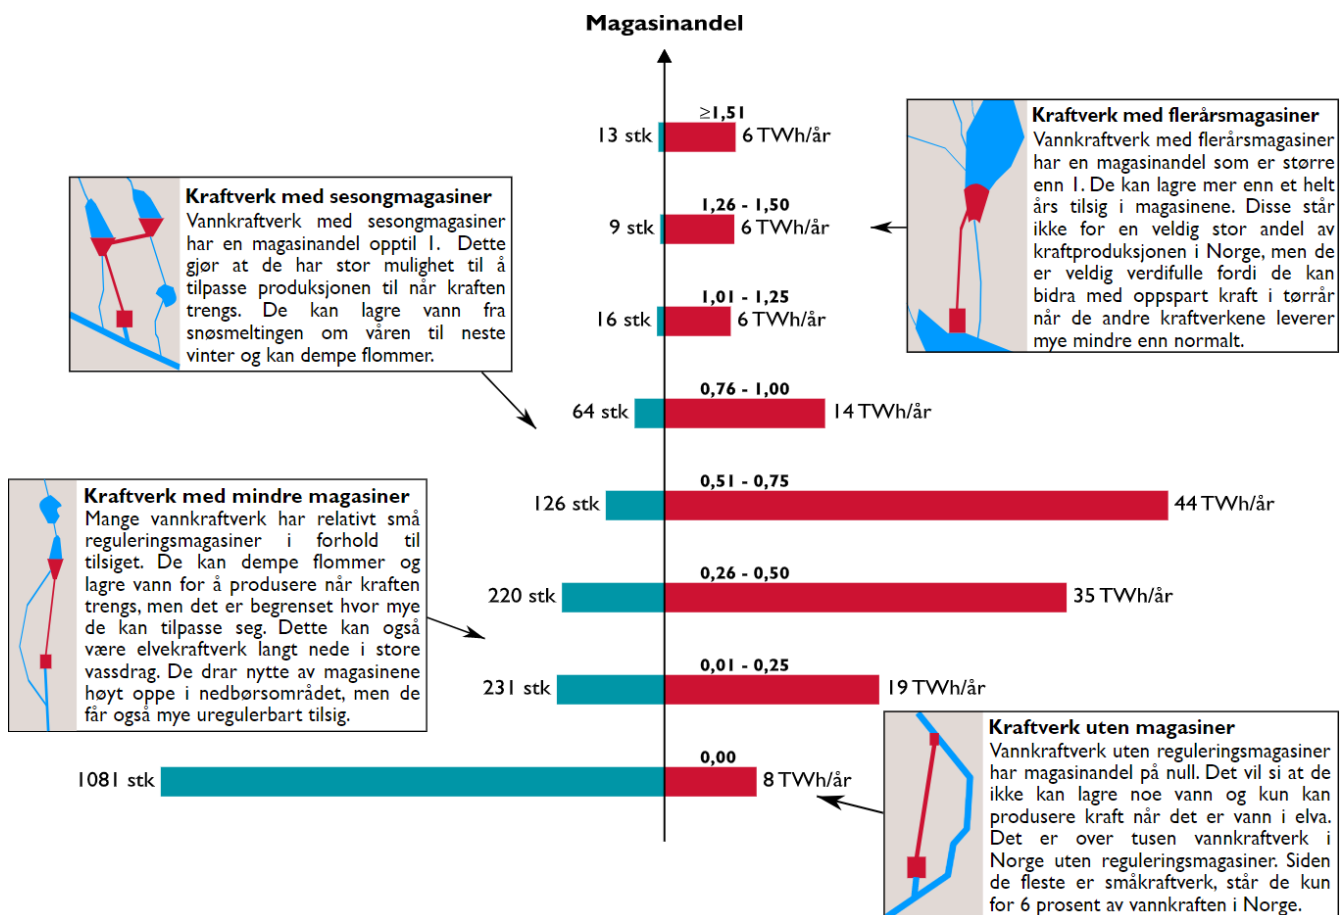 Magasinandel
≥1,51
13 stk
6 TWh/år
1,26 - 1,50
9 stk
6 TWh/år
1,01 - 1,25
16 stk
6 TWh/år
0,76 - 1,00
64 stk
14 TWh/år
0,51 - 0,75
126 stk
44 TWh/år
0,26 - 0,50
220 stk
35 TWh/år
0,01 - 0,25
231 stk
19 TWh/år
0,00
1081 stk
8 TWh/år
Kraftverk med flerårsmagasiner
Vannkraftverk med flerårsmagasiner
har en magasinandel som er større
enn 1. De kan lagre mer enn et helt
års tilsig i magasinene. Disse står
ikke for en veldig stor andel av
kraftproduksjonen i Norge, men de
er veldig verdifulle fordi de kan
bidra med oppspart kraft i tørrår
når de andre kraftverkene leverer
mye mindre enn normalt.
Kraftverk med sesongmagasiner
Vannkraftverk med sesongmagasiner
har en magasinandel opptil 1. Dette
gjør at de har stor mulighet til å
tilpasse produksjonen til når kraften
trengs. De kan lagre vann fra
snøsmeltingen om våren til neste
vinter og kan dempe flommer.
Kraftverk med mindre magasiner
Mange vannkraftverk har relativt små
reguleringsmagasiner i forhold til
tilsiget. De kan dempe flommer og
lagre vann for å produsere når kraften
trengs, men det er begrenset hvor mye
de kan tilpasse seg. Dette kan også
være elvekraftverk langt nede i store
vassdrag. De drar nytte av magasinene
høyt oppe i nedbørsområdet, men de
får også mye uregulerbart tilsig.
Kraftverk uten magasiner
Vannkraftverk uten reguleringsmagasiner
har magasinandel på null. Det vil si at de
ikke kan lagre noe vann og kun kan
produsere kraft når det er vann i elva.
Det er over tusen vannkraftverk i
Norge uten reguleringsmagasiner. Siden
de fleste er småkraftverk, står de kun
for 6 prosent av vannkraften i Norge.